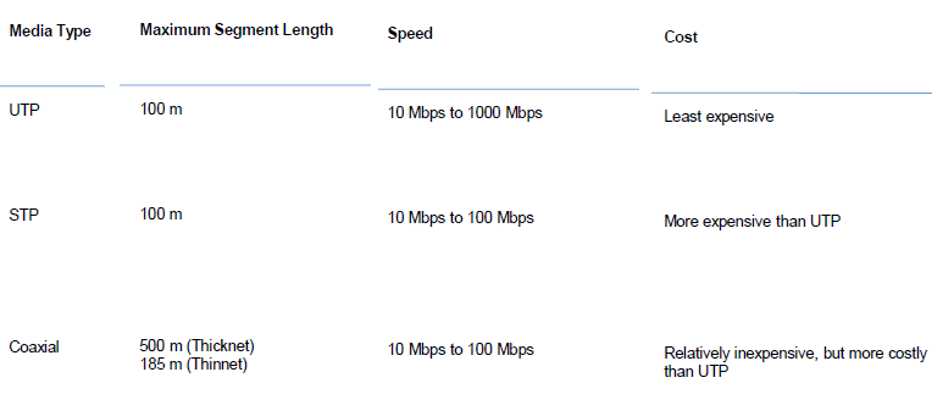 Media Type Maximum Segment Length Speed Cost
UTP 100 m 10 Mbps to 1000 Mbps Least expensive
STP 100 m 10 Mbps to 100 Mbps More expensive than UTP
Coaxial 500 m (Thicknet) 10 Mbps to 100 Mbps Relatively inexpensive, but more costly
185 m (Thinnet) than UTP